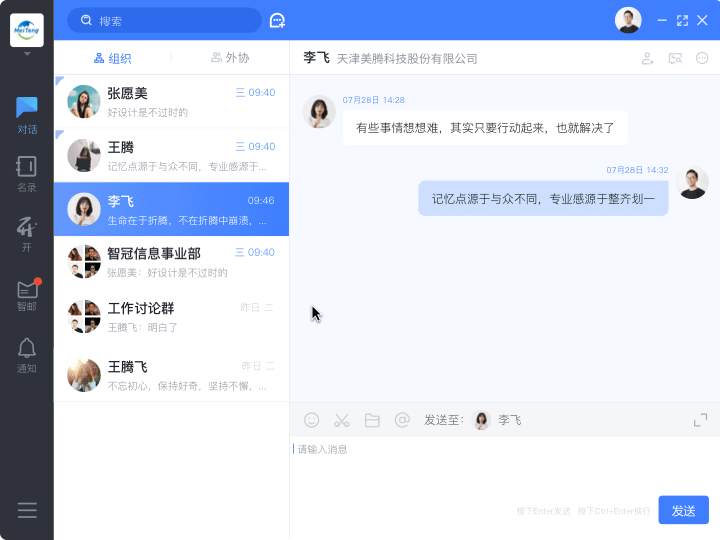 MeiTeng
搜索
对话
名录
开
智邮
通知
组织
外协
张愿美
三 09:40
好设计是不过时的
王腾
三 09:40
记忆点源于与众不同，专业感源于...
李飞
09:46
生命在于折腾，不在折腾中崩溃，...
智冠信息事业部
三 09:40
张愿美：好设计是不过时的
工作讨论群
昨日 二
王腾飞：明白了
王腾飞
昨日 二
不忘初心，保持好奇，坚持不懈，...
李飞 天津美腾科技股份有限公司
07月28日 14:28
有些事情想想难，其实只要行动起来，也就解决了
07月28日 14:32
记忆点源于与众不同，专业感源于整齐划一
发送至： 李飞
请输入消息
按下Enter发送 按下Ctrl+Enter换行
发送